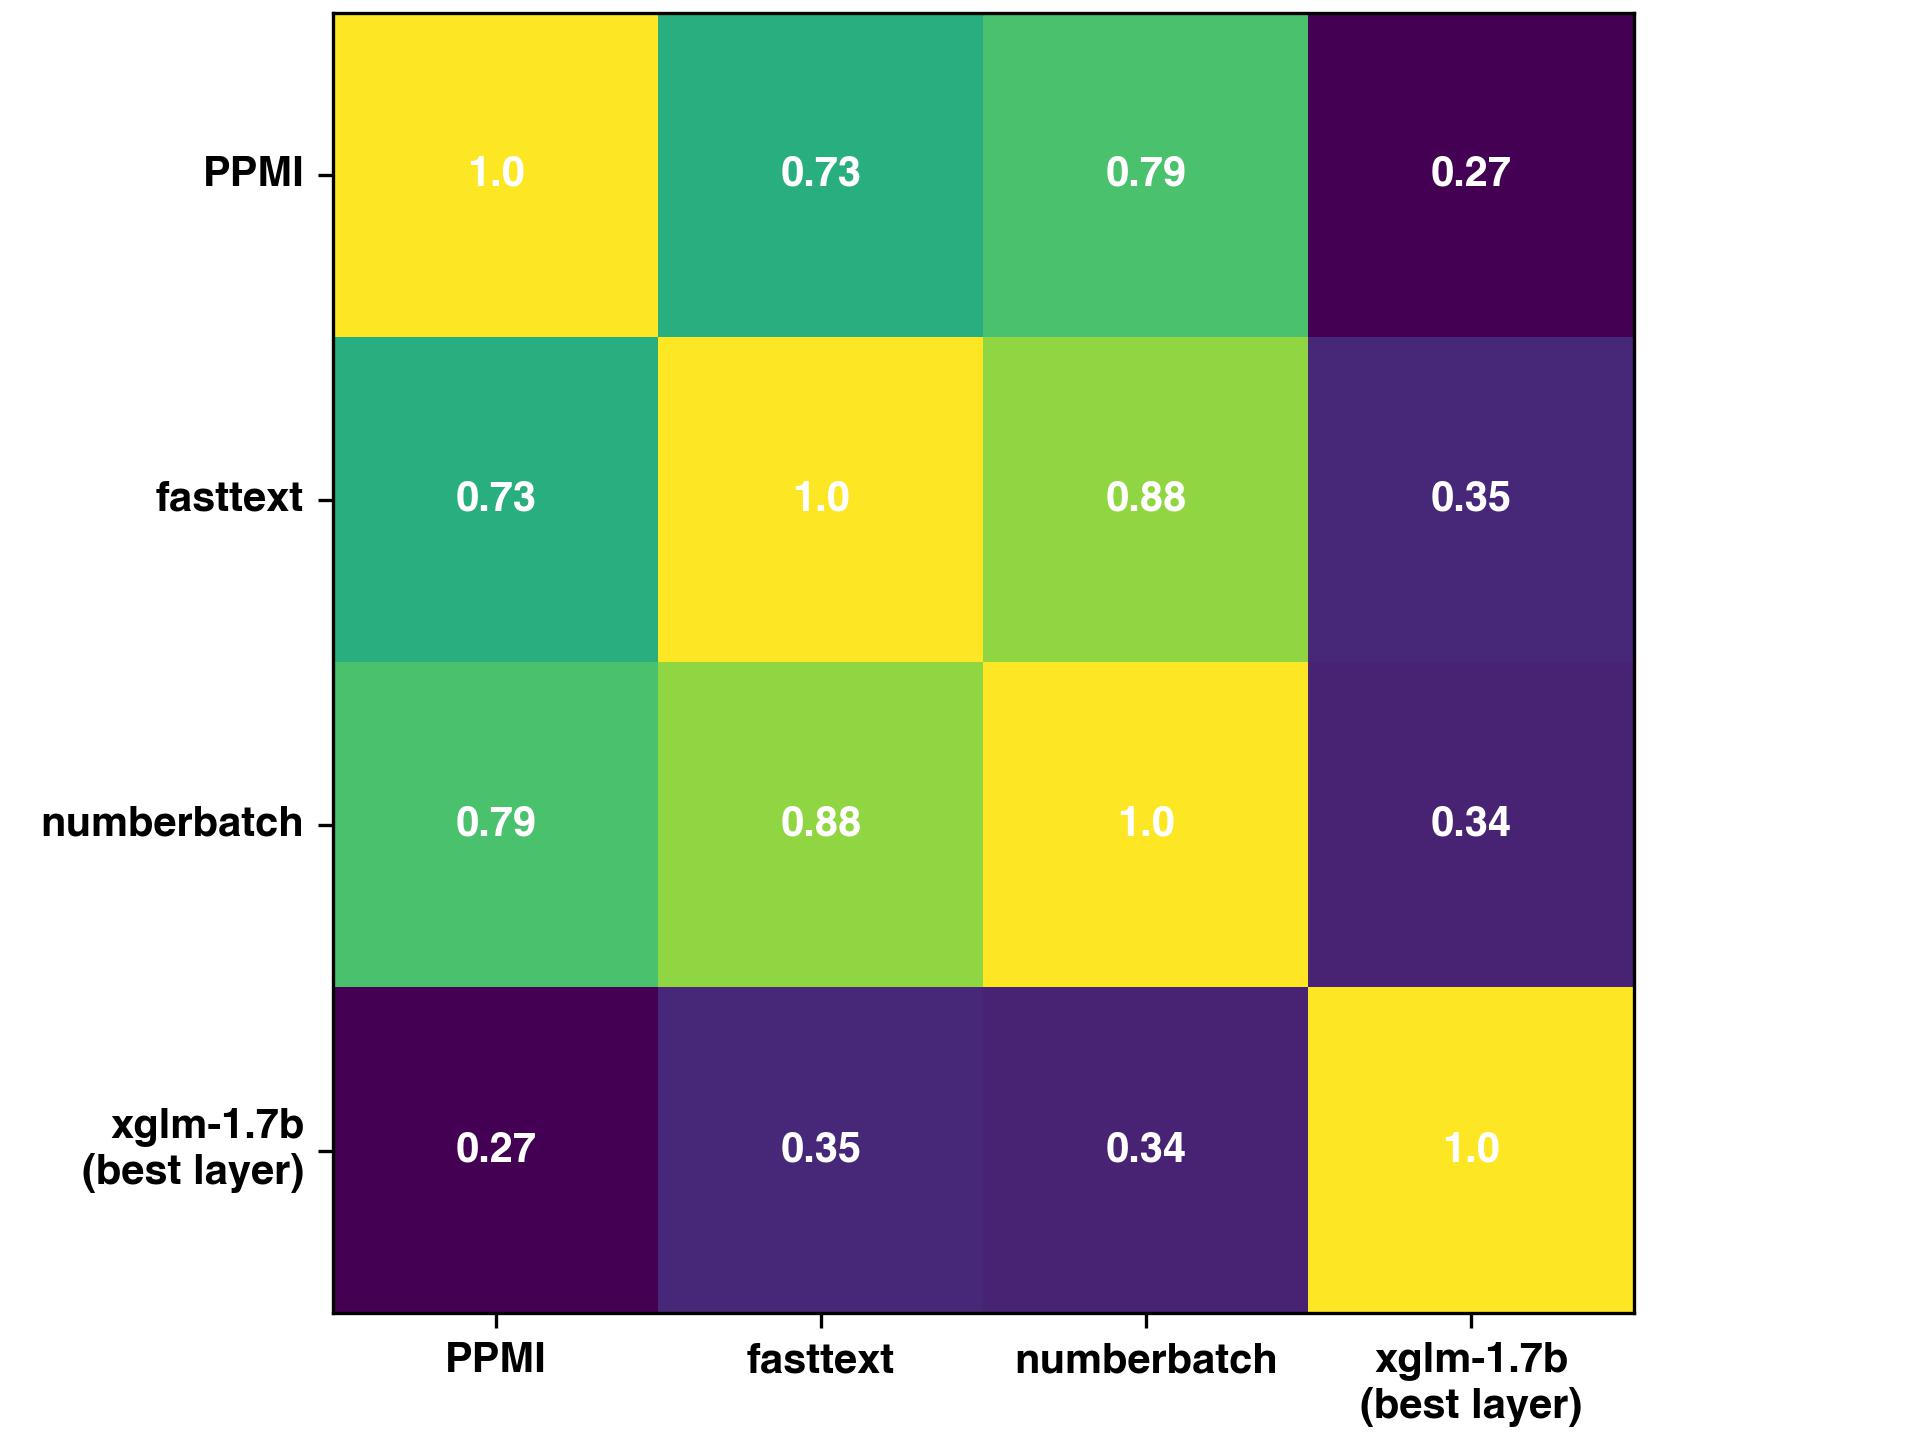 PPMI 1.0 0.73 0.79 0.27
fasttext 0.73 1.0 0.88 0.35
numberbatch 0.79 0.88 1.0 0.34
xglm-1.7b
(best layer) 0.27 0.35 0.34 1.0
PPMI fasttext numberbatch xglm-1.7b
(best layer)